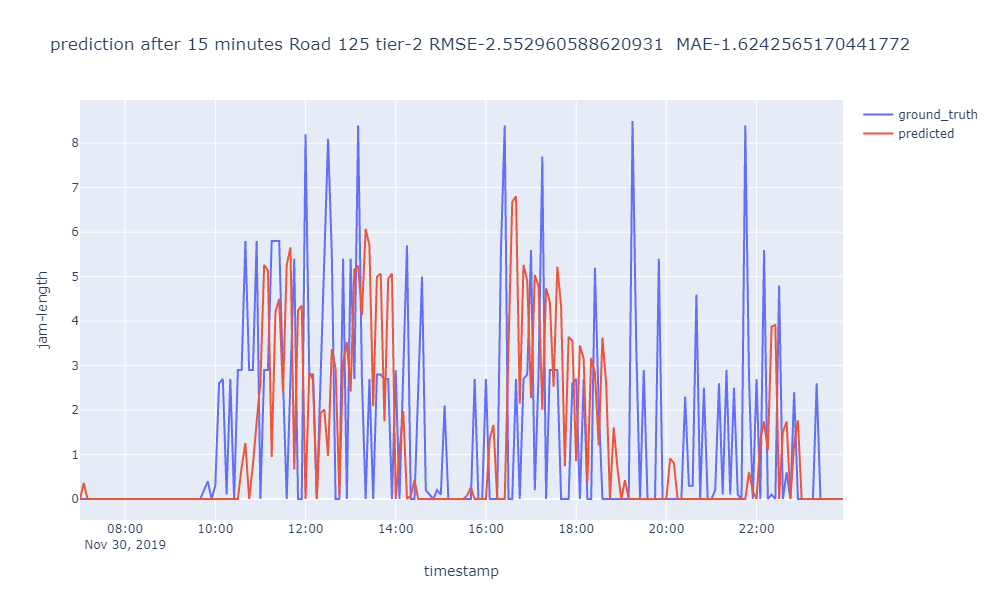 prediction after 15 minutes Road 125 tier-2 RMSE-2.552960588620931  MAE-1.6242565170441772
ground_truth
predicted
jam-length
8
7
6
5
4
3
2
1
0
08:00 10:00 12:00 14:00 16:00 18:00 20:00 22:00
Nov 30, 2019
timestamp